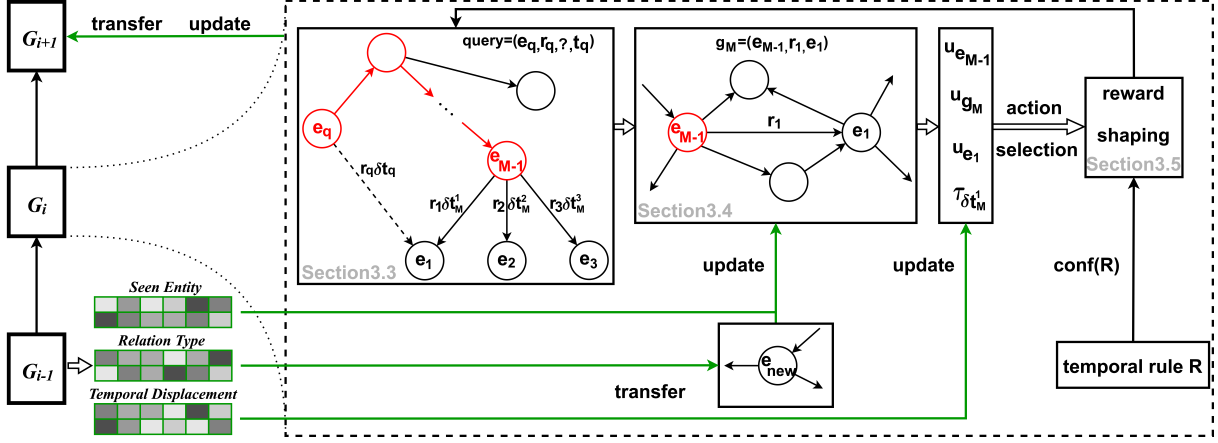 G_{i+1}
transfer update
query=(e_q,r_q,?,t_q)
g_M=(e_{M-1},r_1,e_1)
u_{e_{M-1}}
u_{g_M}
u_{e_1}
τ_{δt_M^1}
action
selection
reward
shaping
Section3.5
e_q
e_{M-1}
r_qδt_q
r_1δt_M^1
r_2δt_M^2
r_3δt_M^3
e_1
e_2
e_3
Section3.3
e_{M-1}
r_1
e_1
Section3.4
G_i
update
update
conf(R)
Seen Entity
Relation Type
G_{i-1}
Temporal Displacement
transfer
e_{new}
temporal rule R